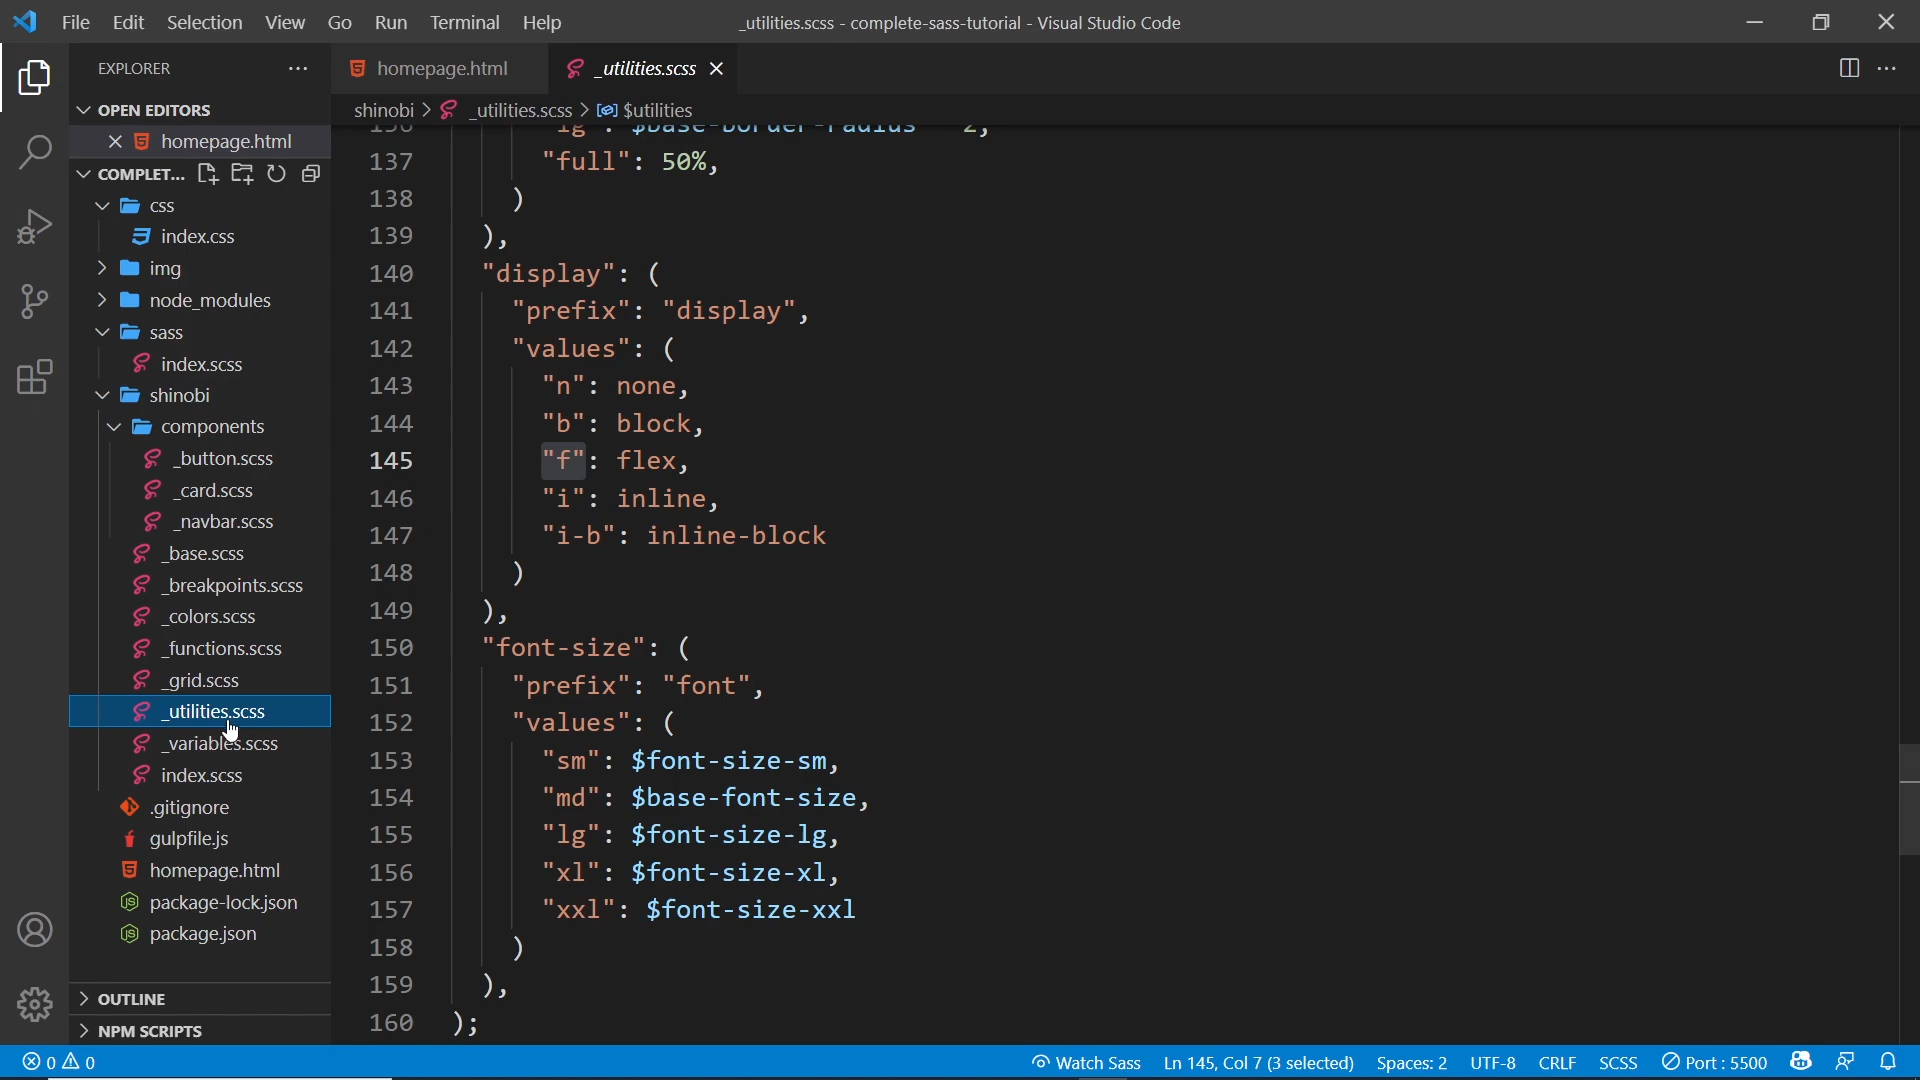 File Edit Selection View Go Run Terminal Help
_utilities.scss - complete-sass-tutorial - Visual Studio Code
EXPLORER
homepage.html
_utilities.scss
OPEN EDITORS
homepage.html
COMPLET...
css
index.css
img
node_modules
sass
index.scss
shinobi
components
_button.scss
_card.scss
_navbar.scss
_base.scss
_breakpoints.scss
_colors.scss
_functions.scss
_grid.scss
_utilities.scss
_variables.scss
index.scss
.gitignore
gulpfile.js
homepage.html
package-lock.json
package.json
OUTLINE
NPM SCRIPTS
shinobi > _utilities.scss > $utilities
136 "lg": $base-border-radius 2,
137 "full": 50%,
138 )
139 ),
140 "display": (
141 "prefix": "display",
142 "values": (
143 "n": none,
144 "b": block,
145 "f": flex,
146 "i": inline,
147 "i-b": inline-block
148 )
149 ),
150 "font-size": (
151 "prefix": "font",
152 "values": (
153 "sm": $font-size-sm,
154 "md": $base-font-size,
155 "lg": $font-size-lg,
156 "xl": $font-size-xl,
157 "xxl": $font-size-xxl
158 )
159 ),
160 );
0 0
Watch Sass Ln 145, Col 7 (3 selected) Spaces: 2 UTF-8 CRLF SCSS Port : 5500